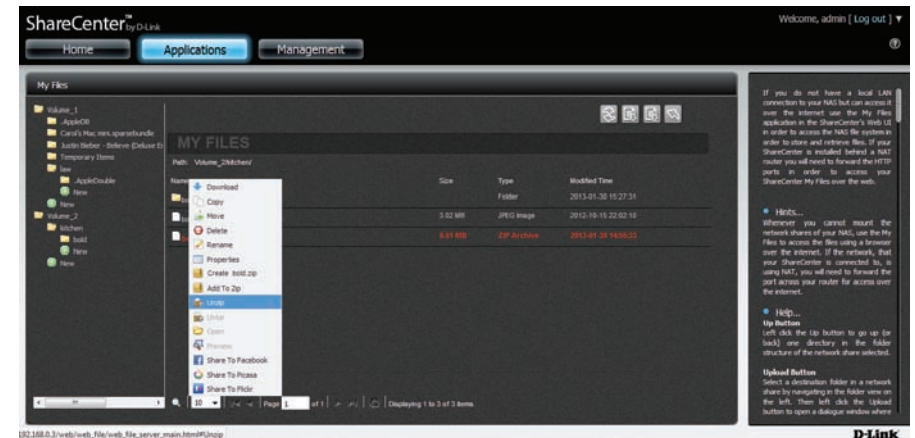 ShareCenter™ by D-Link
Welcome, admin [ Log out ] ▼
Home
Applications
Management
My Files
Volume_1
.AppleDB
Carol's Mac mini.sparsebundle
Justin Bieber - Believe (Deluxe E
Temporary Items
law
.AppleDouble
New
New
Volume_2
kitchen
bold
New
New
MY FILES
Path: Volume_2/kitchen/
Name
Size
Type
Modified Time
Folder
2013-01-30 15:27:31
3.02 MB
JPEG Image
2012-10-15 22:02:10
ZIP Archive
Download
Copy
Move
Delete
Rename
Properties
Create bold.zip
Add To Zip
Unzip
Untar
Open
Preview
Share To Facebook
Share To Picasa
Share To Flickr
10
Page 1 of 1
Displaying 1 to 3 of 3 items
If you do not have a local LAN
connection to your NAS but can access it
over the internet use the My Files
application in the ShareCenter's Web UI
in order to access the NAS file system in
order to store and retrieve files. If your
ShareCenter is installed behind a NAT
router you will need to forward the HTTP
ports in order to access your
ShareCenter My Files over the web.
Hints...
Whenever you cannot mount the
network shares of your NAS, use the My
Files to access the files using a browser
over the internet. If the network, that
your ShareCenter is connected to, is
using NAT, you will need to forward the
port across your router for access over
the internet.
Help...
Up Button
Left click the Up button to go up (or
back) one directory in the folder
structure of the network share selected.
Upload Button
Select a destination folder in a network
share by navigating in the folder view on
the left. Then left click the Upload
button to open a dialogue window where
192.168.0.3/web/web_file/web_file_server_main.html#Unzip
D-Link